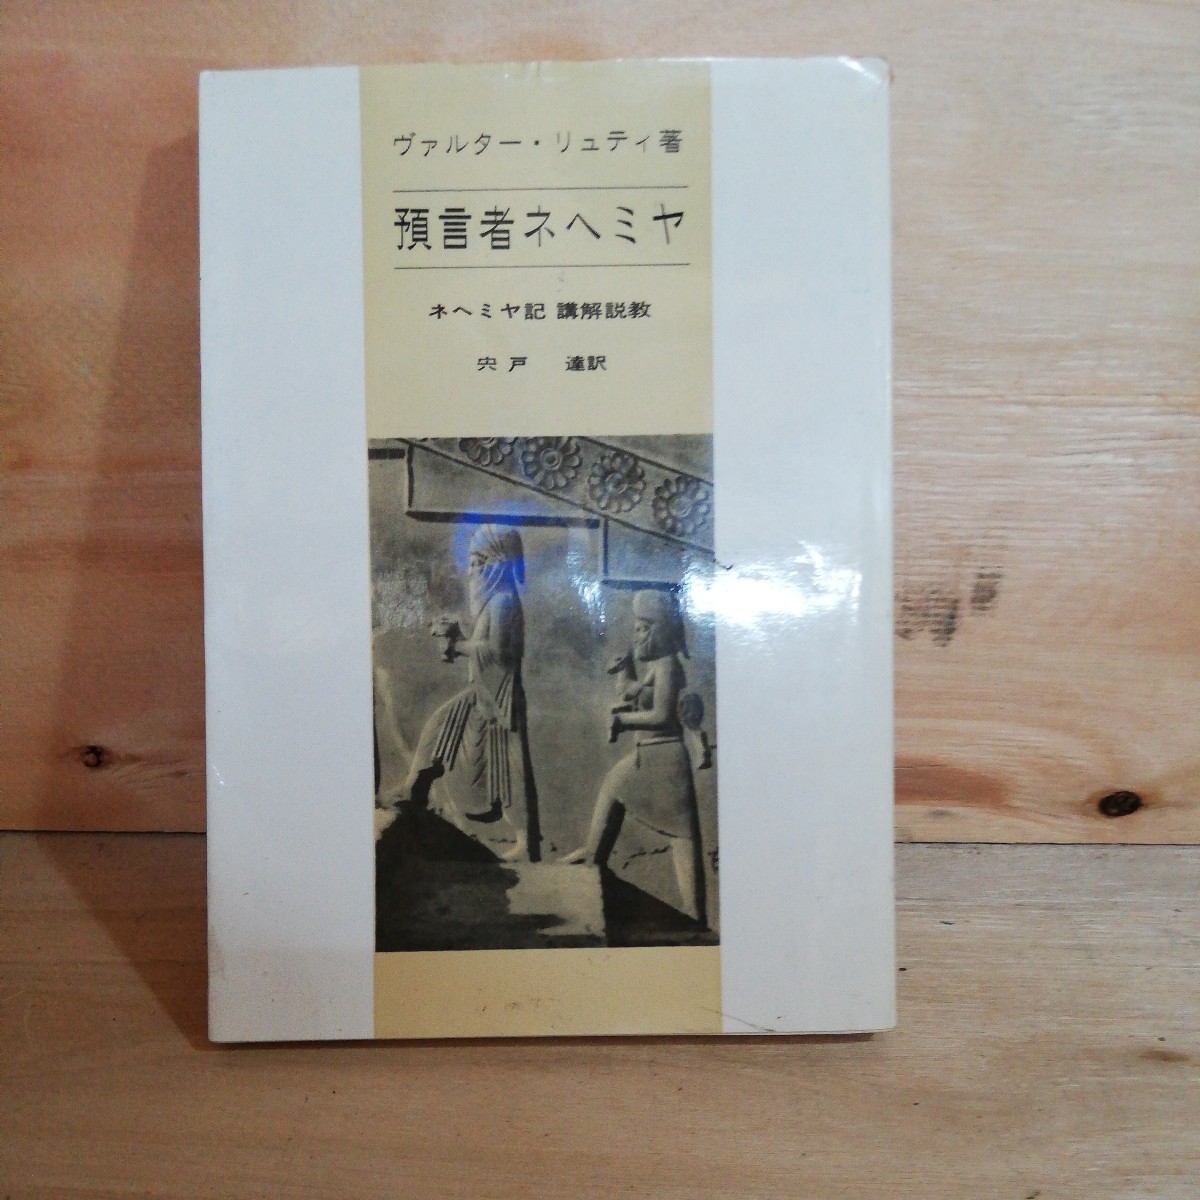 ヴァルター・リュティ著
預言者ネヘミヤ
ネヘミヤ記 講解説教
宍戸 達訳